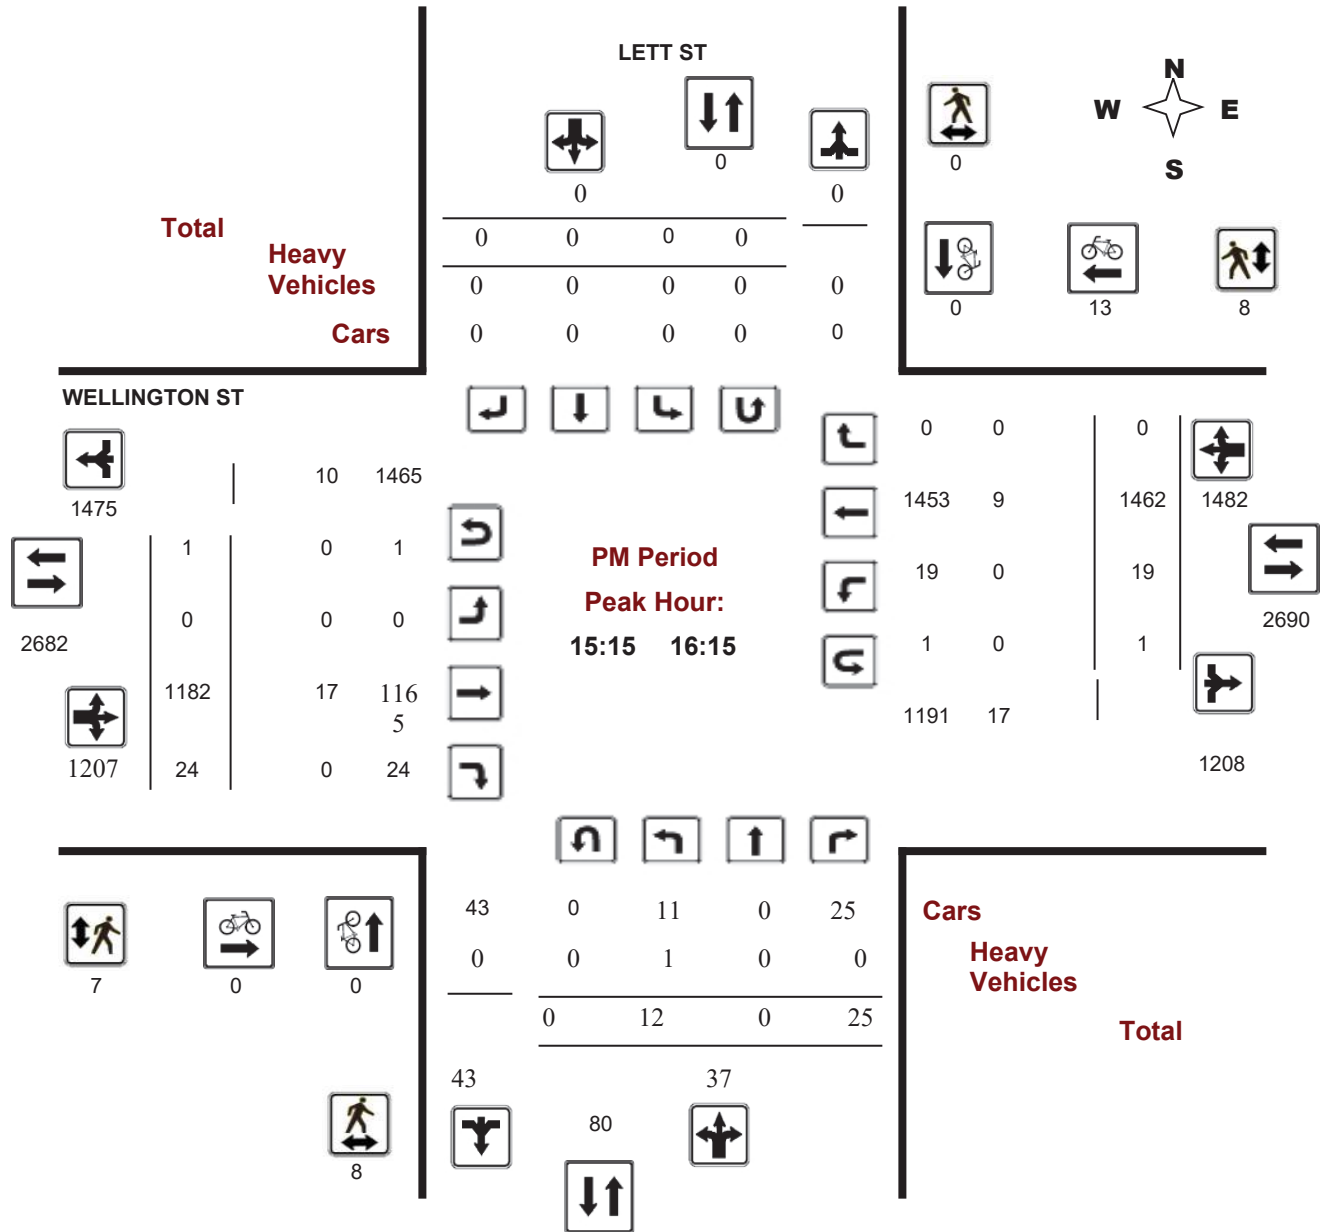 LETT ST
N
W E
S
0
0
0 0
0
Total
0 0 0 0
Heavy
Vehicles
0 0 0 0 0
Cars
0 0 0 0 0
0 13 8
WELLINGTON ST
0 0 0
10 1465
1475
1453 9 1462 1482
1 0 1
PM Period
19 0 19
0 0 0
Peak Hour:
2682
15:15 16:15
1 0 1
2690
1182 17 116
5
1191 17
1207 24 0 24
1208
43 0 11 0 25
Cars
0 0 1 0 0
Heavy
Vehicles
7 0 0
0 12 0 25
Total
43 37
80
8